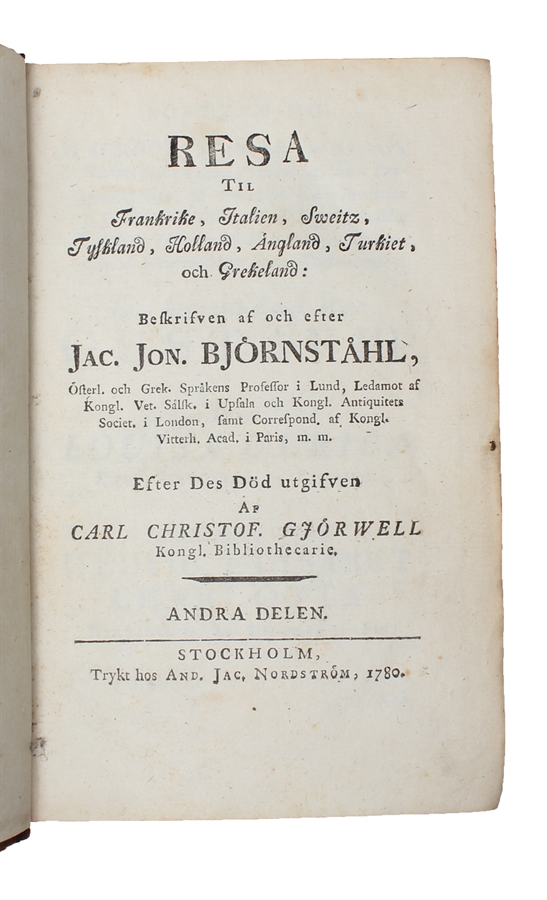 RESA
TIL
Frankrike, Italien, Sweitz,
Tyſkland, Holland, Ångland, Turkiet,
och Grekeland:
Beſkrifven af och efter
JAC. JON. BJÖRNSTÅHL,
Öſterl. och Grek. Språkens Profeſſor i Lund, Ledamot af
Kongl. Vet. Sålſk. i Upſala och Kongl. Antiquitets
Societ. i London, ſamt Correſpond. af Kongl.
Vitterh. Acad. i Paris, m. m.
Efter Des Död utgifven
AF
CARL CHRISTOF. GJÖRWELL
Kongl. Bibliothecarie.
ANDRA DELEN.
STOCKHOLM,
Trykt hos AND. JAC. NORDSTRÖM, 1780.